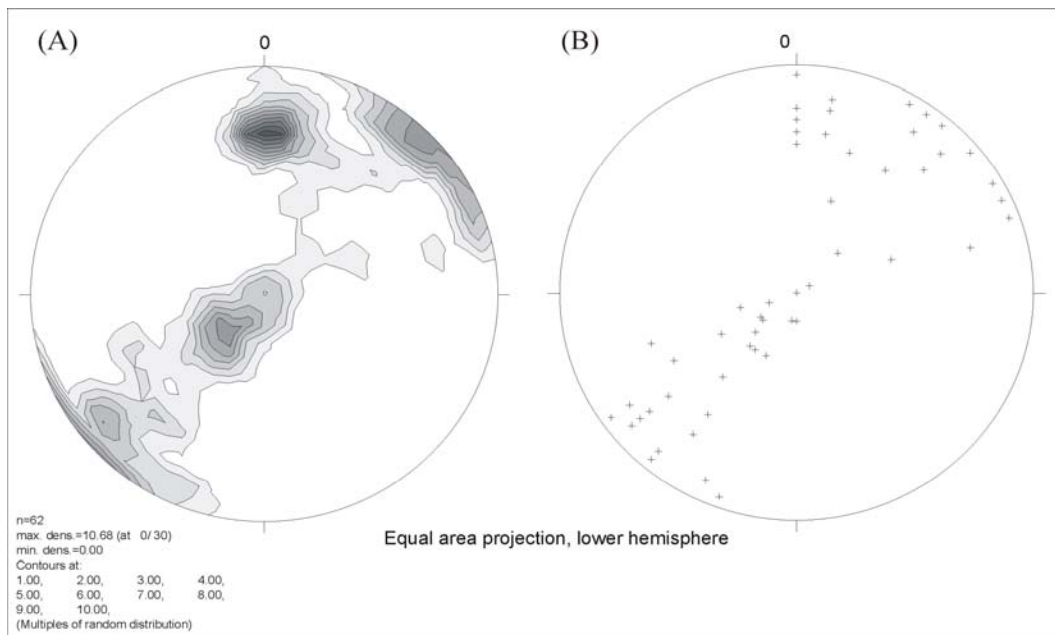 (A)
0
(B)
0
n=62
max. dens.=10.68 (at 0/30)
min. dens.=0.00
Contours at:
1.00, 2.00, 3.00, 4.00,
5.00, 6.00, 7.00, 8.00,
9.00, 10.00,
(Multiples of random distribution)
Equal area projection, lower hemisphere